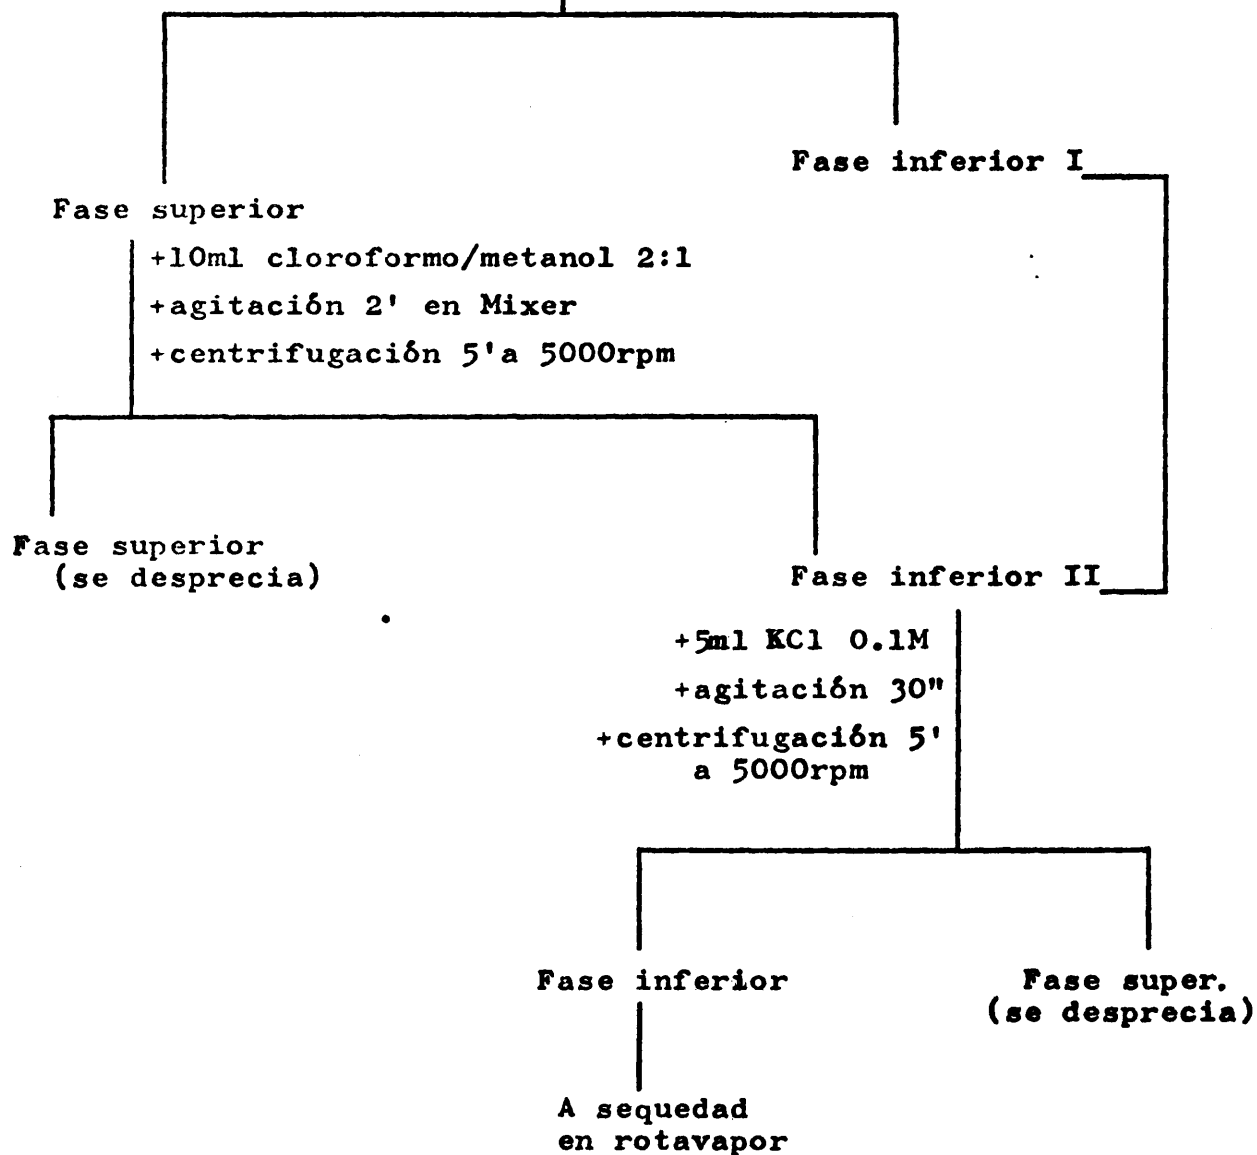 Fase inferior I
Fase superior
+10ml cloroformo/metanol 2:1
+agitación 2' en Mixer
+centrifugación 5'a 5000rpm
Fase superior
(se desprecia)
Fase inferior II
+5ml KCl 0.1M
+agitación 30"
+centrifugación 5'
a 5000rpm
Fase inferior
Fase super.
(se desprecia)
A sequedad
en rotavapor